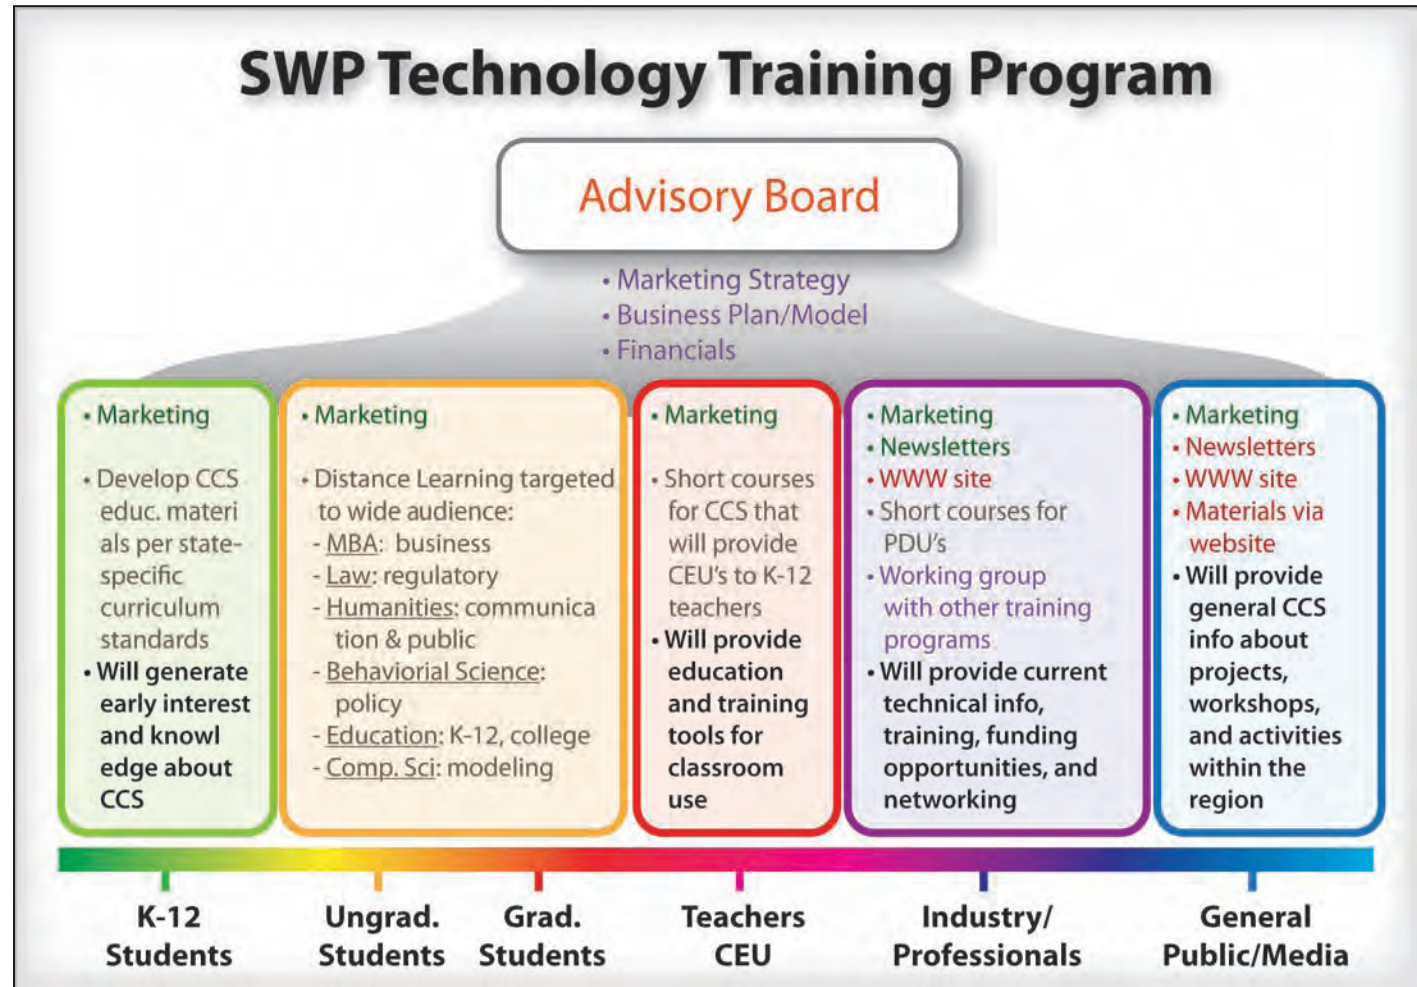 SWP Technology Training Program
Advisory Board
• Marketing Strategy
• Business Plan/Model
• Financials
• Marketing
• Develop CCS
educ. materi
als per state-
specific
curriculum
standards
• Will generate
early interest
and knowl
edge about
CCS
• Marketing
• Distance Learning targeted
to wide audience:
- MBA: business
- Law: regulatory
- Humanities: communica
tion & public
- Behaviorial Science:
policy
- Education: K-12, college
- Comp. Sci: modeling
• Marketing
• Short courses
for CCS that
will provide
CEU's to K-12
teachers
• Will provide
education
and training
tools for
classroom
use
• Marketing
• Newsletters
• WWW site
• Short courses for
PDU's
• Working group
with other training
programs
• Will provide current
technical info,
training, funding
opportunities, and
networking
• Marketing
• Newsletters
• WWW site
• Materials via
website
• Will provide
general CCS
info about
projects,
workshops,
and activities
within the
region
K-12
Students
Ungrad.
Students
Grad.
Students
Teachers
CEU
Industry/
Professionals
General
Public/Media